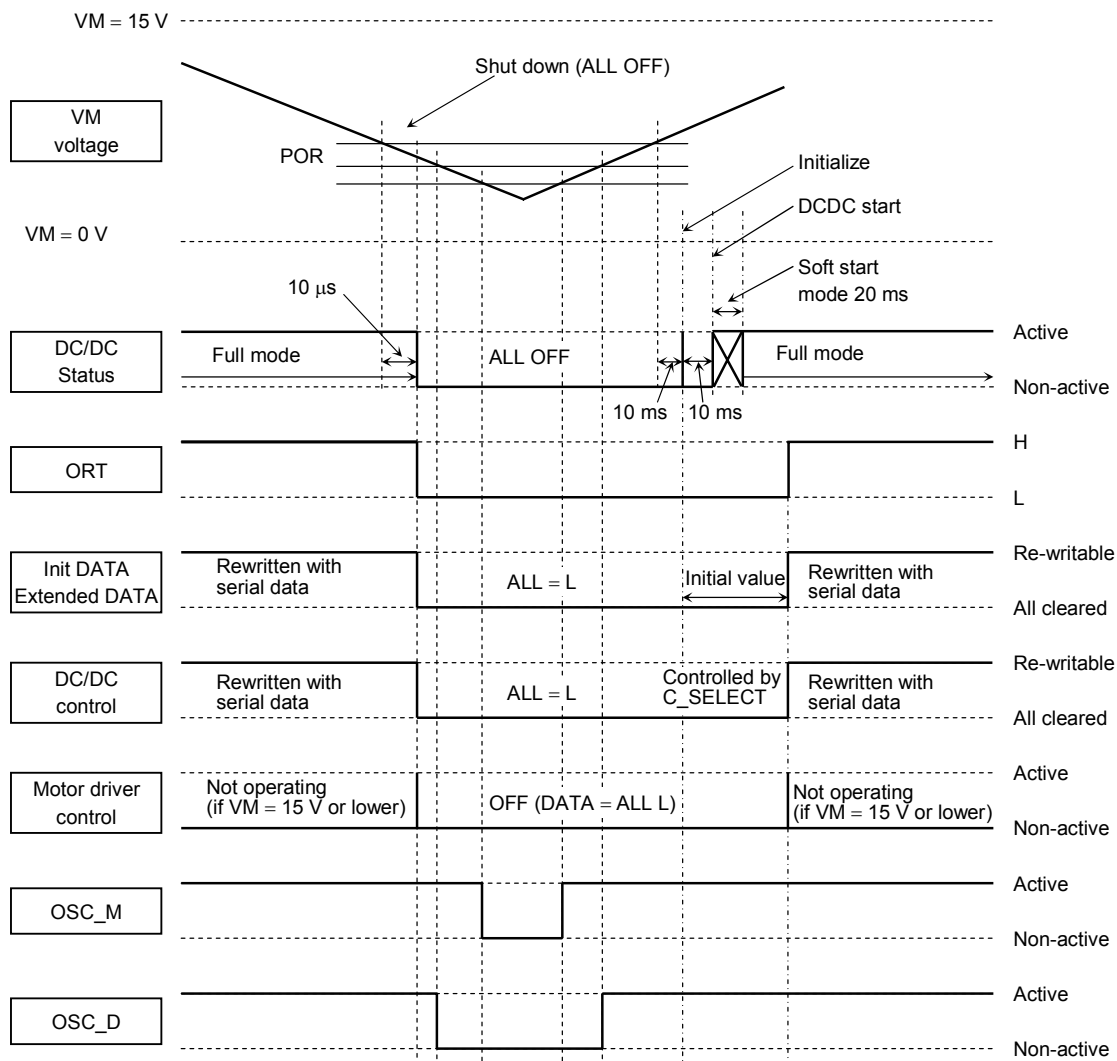 VM = 15 V
Shut down (ALL OFF)
VM
voltage
POR
Initialize
DCDC start
VM = 0 V
Soft start
mode 20 ms
10 μs
DC/DC
Status
Full mode
ALL OFF
Full mode
Active
Non-active
10 ms
10 ms
ORT
H
L
Init DATA
Extended DATA
Rewritten with
serial data
ALL = L
Initial value
Rewritten with
serial data
Re-writable
All cleared
DC/DC
control
Rewritten with
serial data
ALL = L
Controlled by
C_SELECT
Rewritten with
serial data
Re-writable
All cleared
Motor driver
control
Not operating
(if VM = 15 V or lower)
OFF (DATA = ALL L)
Not operating
(if VM = 15 V or lower)
Active
Non-active
OSC_M
Active
Non-active
OSC_D
Active
Non-active